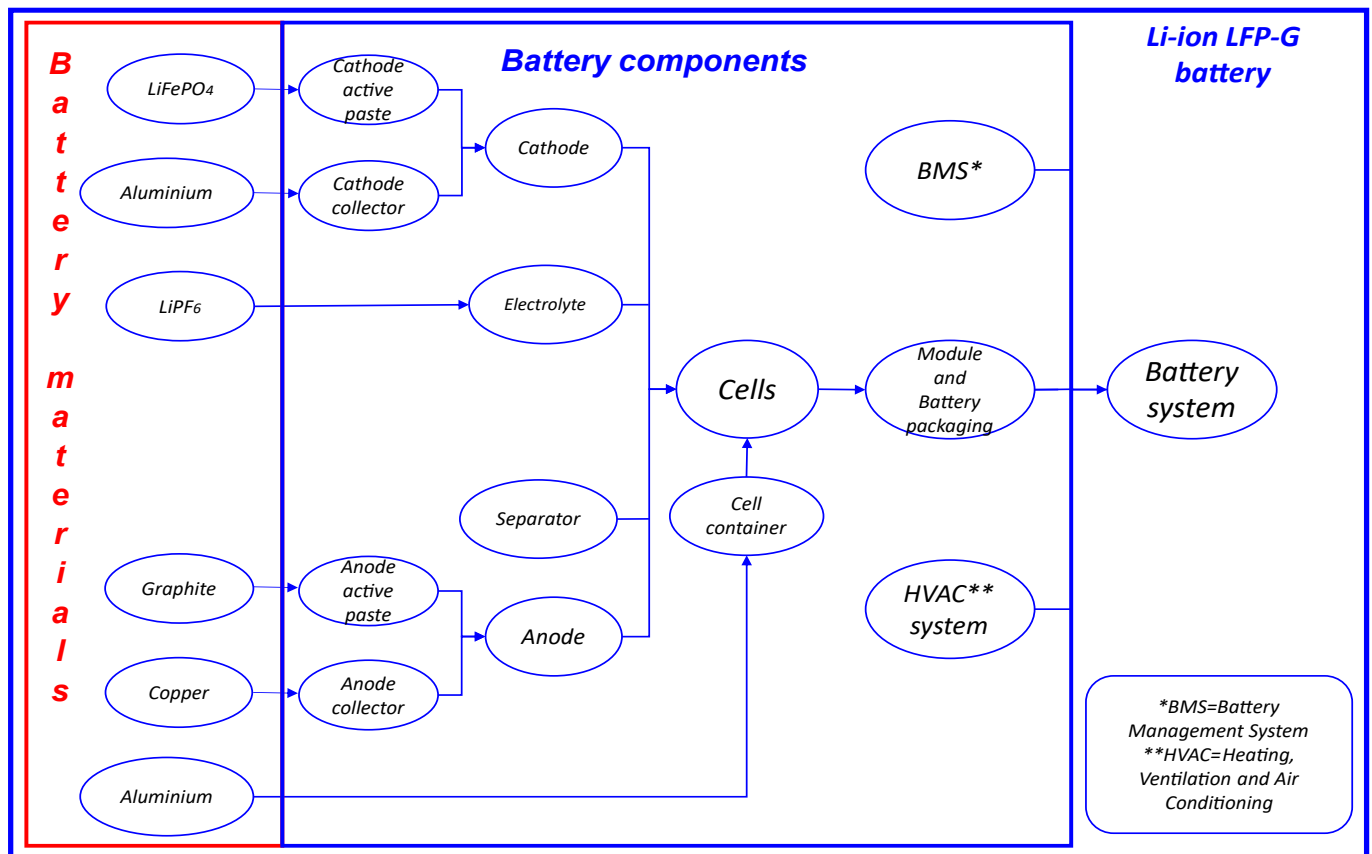 Battery materials
Battery components
Li-ion LFP-G
battery
LiFePO4
Cathode
active
paste
Cathode
BMS*
Aluminium
Cathode
collector
LiPF6
Electrolyte
Cells
Module
and
Battery
packaging
Battery
system
Separator
Cell
container
Graphite
Anode
active
paste
Anode
HVAC**
system
Copper
Anode
collector
Aluminium
*BMS=Battery
Management System
**HVAC=Heating,
Ventilation and Air
Conditioning